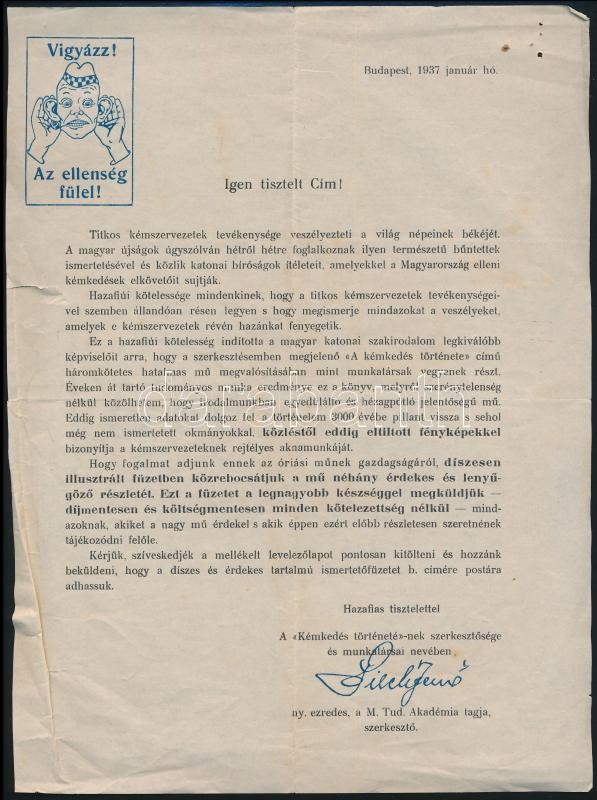 Vigyázz!
Az ellenség
fülel!
Budapest, 1937 január hó.
Igen tisztelt Cím!
Titkos kémszervezetek tevékenysége veszélyezteti a világ népeinek békéjét.
A magyar újságok úgyszólván hétről hétre foglalkoznak ilyen természetű bűntettek
ismertetésével és közlik katonai bíróságok ítéleteit, amelyekkel a Magyarország elleni
kémkedések elkövetőit sujtják.
Hazafiúi kötelessége mindenkinek, hogy a titkos kémszervezetek tevékenységei-
vel szemben állandóan résen legyen s hogy megismerje mindazokat a veszélyeket,
amelyek e kémszervezetek révén hazánkat fenyegetik.
Ez a hazafiúi kötelesség indította a magyar katonai szakirodalom legkiválóbb
képviselőit arra, hogy a szerkesztésemben megjelenő «A kémkedés története» című
háromkötetes hatalmas mű megvalósításában mint munkatársak vegyenek részt.
Éveken át tartó tudományos munka eredménye ez a könyv, melyről szerénytelenség
nélkül közölhetem, hogy irodalmunkban egyedülálló és hézagpótló jelentőségű mű.
Eddig ismeretlen adatokat dolgoz fel, a történelem 3000 évébe pillant vissza s sehol
még nem ismertetett okmányokkal, közléstől eddig eltiltott fényképekkel
bizonyítja a kémszervezeteknek rejtélyes aknamunkáját.
Hogy fogalmat adjunk ennek az óriási műnek gazdagságáról, díszesen
illusztrált füzetben közrebocsátjuk a mű néhány érdekes és lenyű-
göző részletét. Ezt a füzetet a legnagyobb készséggel megküldjük —
díjmentesen és költségmentesen minden kötelezettség nélkül — mind-
azoknak, akiket a nagy mű érdekel s akik éppen ezért előbb részletesen szeretnének
tájékozódni felőle.
Kérjük, szíveskedjék a mellékelt levelezőlapot pontosan kitölteni és hozzánk
beküldeni, hogy a díszes és érdekes tartalmú ismertetőfüzetet b. címére postára
adhassuk.
Hazafias tisztelettel
A «Kémkedés történeté»-nek szerkesztősége
és munkatársai nevében,
ny. ezredes, a M. Tud. Akadémia tagja,
szerkesztő.
darabanth